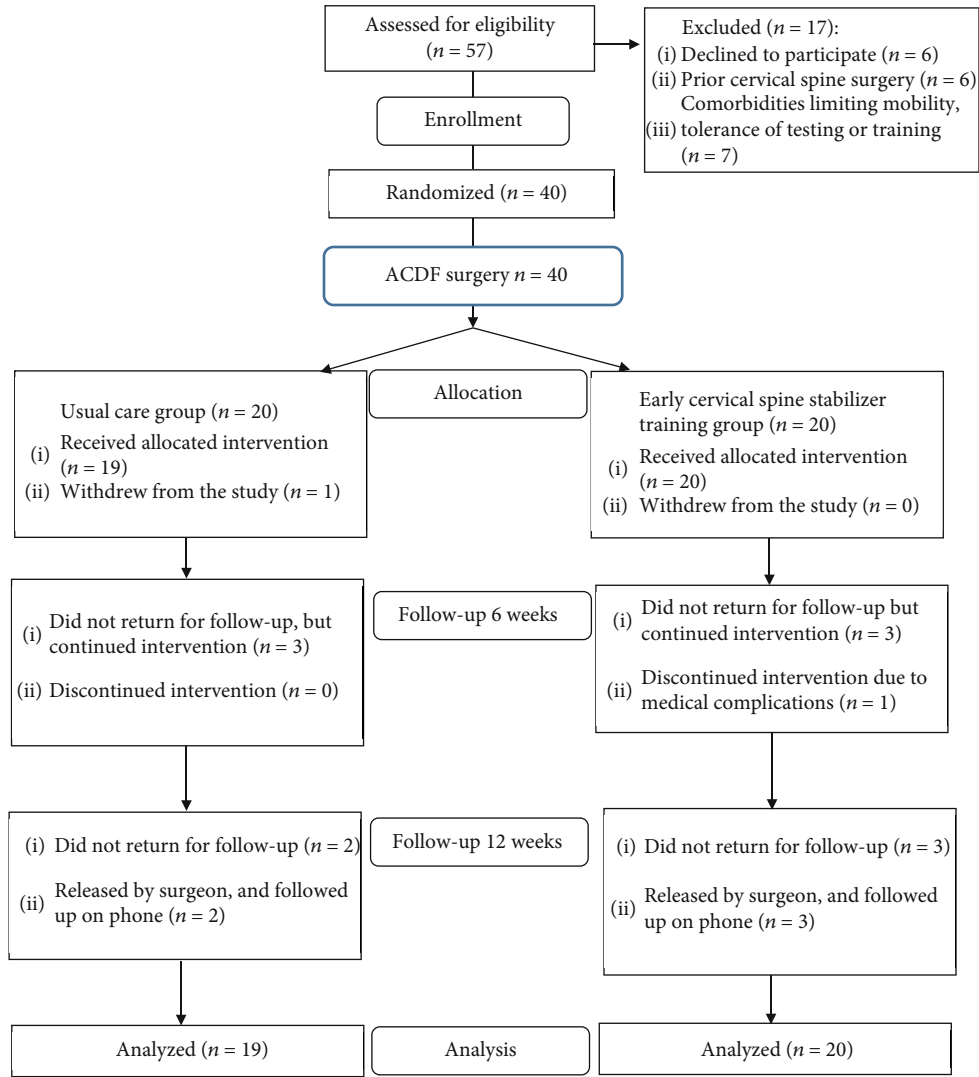 Assessed for eligibility
(n = 57)
Excluded (n = 17):
(i) Declined to participate (n = 6)
(ii) Prior cervical spine surgery (n = 6)
Comorbidities limiting mobility,
(iii) tolerance of testing or training
(n = 7)
Enrollment
Randomized (n = 40)
ACDF surgery n = 40
Allocation
Usual care group (n = 20)
(i) Received allocated intervention
(n = 19)
(ii) Withdrew from the study (n = 1)
Early cervical spine stabilizer
training group (n = 20)
(i) Received allocated intervention
(n = 20)
(ii) Withdrew from the study (n = 0)
Follow-up 6 weeks
(i) Did not return for follow-up, but
continued intervention (n = 3)
(ii) Discontinued intervention (n = 0)
(i) Did not return for follow-up but
continued intervention (n = 3)
(ii) Discontinued intervention due to
medical complications (n = 1)
Follow-up 12 weeks
(i) Did not return for follow-up (n = 2)
(ii) Released by surgeon, and followed
up on phone (n = 2)
(i) Did not return for follow-up (n = 3)
(ii) Released by surgeon, and followed
up on phone (n = 3)
Analyzed (n = 19)
Analysis
Analyzed (n = 20)